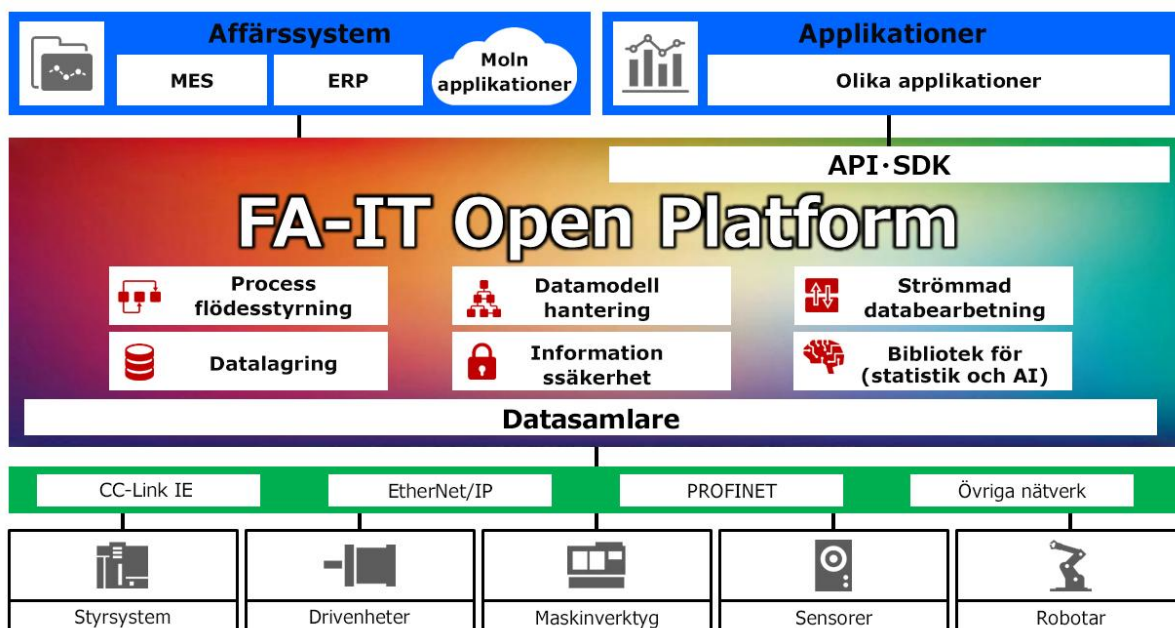 Affärssystem
MES
ERP
Moln
applikationer
Applikationer
Olika applikationer
API·SDK
FA-IT Open Platform
Process
flödesstyrning
Datamodell
hantering
Strömmad
databearbetning
Datalagring
Information
ssäkerhet
Bibliotek för
(statistik och AI)
Datasamlare
CC-Link IE
EtherNet/IP
PROFINET
Övriga nätverk
Styrsystem
Drivenheter
Maskinverktyg
Sensorer
Robotar